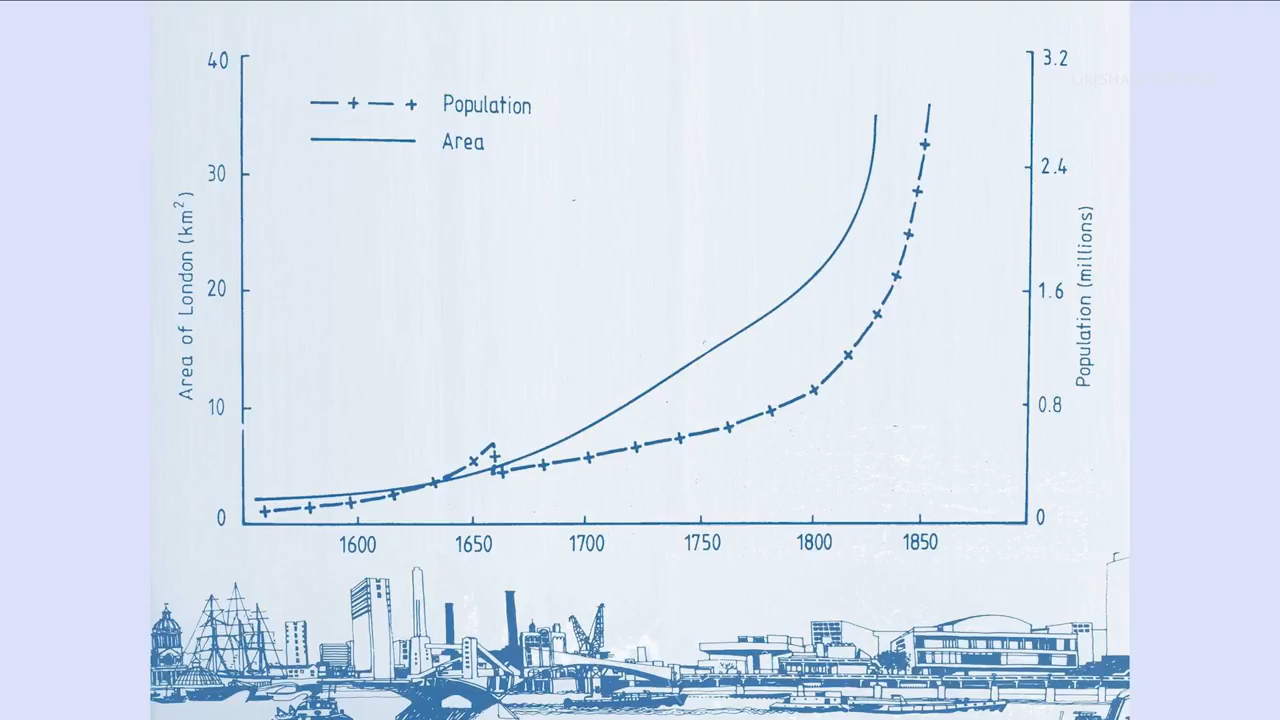 40
3.2
Population
Area
30
2.4
20
1.6
10
0.8
0
0
Area of London (km²)
Population (millions)
1600 1650 1700 1750 1800 1850